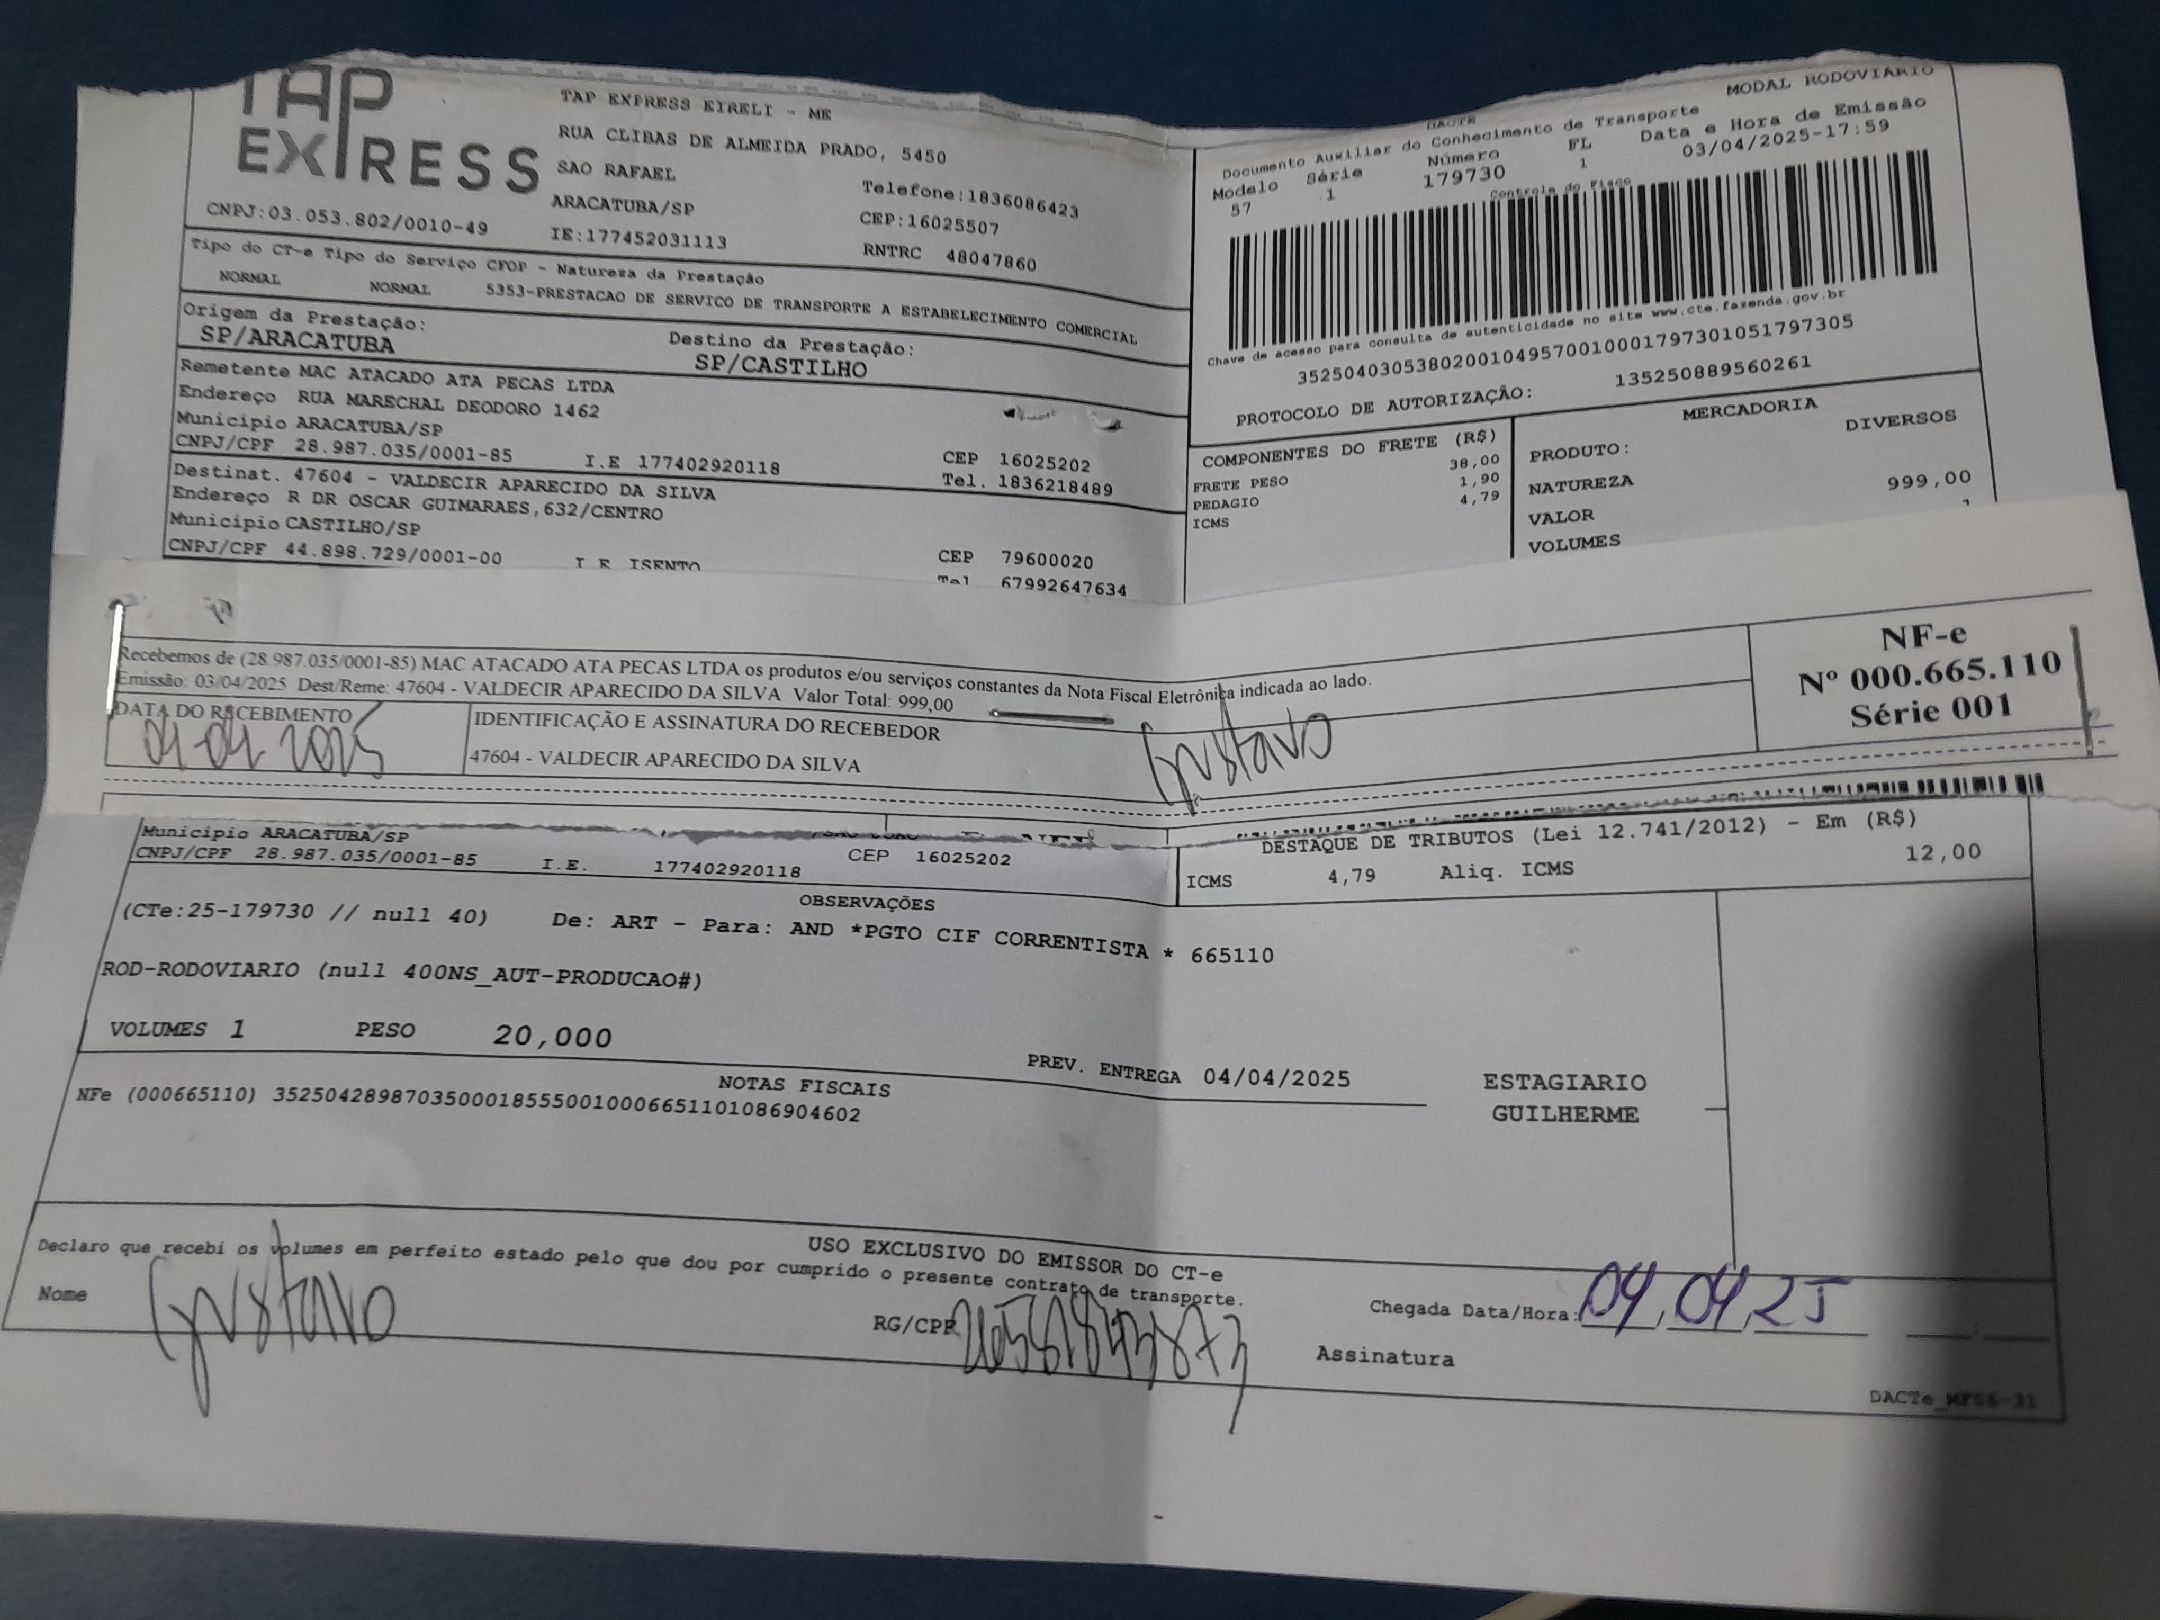 TAP
EXPRESS
TAP EXPRESS EIRELI - ME
RUA CLIBAS DE ALMEIDA PRADO, 5450
SAO RAFAEL
ARACATUBA/SP
Telefone:1836086423
CEP:16025507
CNPJ:03.053.802/0010-49
IE:177452031113
RNTRC 48047860
Tipo do CT-e Tipo do Serviço CFOP - Natureza da Prestação
NORMAL NORMAL 5353-PRESTACAO DE SERVICO DE TRANSPORTE A ESTABELECIMENTO COMERCIAL
Origem da Prestação:
SP/ARACATUBA
Destino da Prestação:
SP/CASTILHO
Remetente MAC ATACADO ATA PECAS LTDA
Endereço RUA MARECHAL DEODORO 1462
Município ARACATUBA/SP
CNPJ/CPF 28.987.035/0001-85 I.E 177402920118
CEP 16025202
Tel. 1836218489
Destinat. 47604 - VALDECIR APARECIDO DA SILVA
Endereço R DR OSCAR GUIMARAES,632/CENTRO
Município CASTILHO/SP
CNPJ/CPF 44.898.729/0001-00 I E ISENTO
CEP 79600020
Tel 67992647634
MODAL RODOVIÁRIO
DACTE
Documento Auxiliar do Conhecimento de Transporte
Modelo Série Número FL Data e Hora de Emissão
57 1 179730 1 03/04/2025-17:59
Controle do Fisco
Chave de acesso para consulta de autenticidade no site www.cte.fazenda.gov.br
35250403053802001049570010001797301051797305
PROTOCOLO DE AUTORIZAÇÃO: 135250889560261
COMPONENTES DO FRETE (R$)
FRETE PESO 38,00
PEDAGIO 1,90
ICMS 4,79
MERCADORIA
PRODUTO: DIVERSOS
NATUREZA
VALOR 999,00
VOLUMES 1
Recebemos de (28.987.035/0001-85) MAC ATACADO ATA PECAS LTDA os produtos e/ou serviços constantes da Nota Fiscal Eletrônica indicada ao lado.
Emissão: 03/04/2025 Dest/Reme: 47604 - VALDECIR APARECIDO DA SILVA Valor Total: 999,00
DATA DO RECEBIMENTO
04-04 2025
IDENTIFICAÇÃO E ASSINATURA DO RECEBEDOR
47604 - VALDECIR APARECIDO DA SILVA
Gustavo
NF-e
Nº 000.665.110
Série 001
Município ARACATUBA/SP
CNPJ/CPF 28.987.035/0001-85 I.E. 177402920118 CEP 16025202
DESTAQUE DE TRIBUTOS (Lei 12.741/2012) - Em (R$)
ICMS 4,79 Aliq. ICMS 12,00
OBSERVAÇÕES
(CTe:25-179730 // null 40) De: ART - Para: AND *PGTO CIF CORRENTISTA * 665110
ROD-RODOVIARIO (null 400NS_AUT-PRODUCAO#)
VOLUMES 1 PESO 20,000
PREV. ENTREGA 04/04/2025
ESTAGIARIO
GUILHERME
NOTAS FISCAIS
NFe (000665110) 35250428987035000185550010006651101086904602
USO EXCLUSIVO DO EMISSOR DO CT-e
Declaro que recebi os volumes em perfeito estado pelo que dou por cumprido o presente contrato de transporte.
Nome Gustavo
RG/CPF
Chegada Data/Hora: 04,04,25
Assinatura